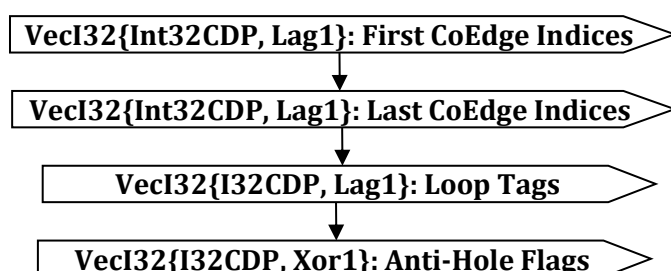 VecI32{Int32CDP, Lag1}: First CoEdge Indices
VecI32{Int32CDP, Lag1}: Last CoEdge Indices
VecI32{I32CDP, Lag1}: Loop Tags
VecI32{I32CDP, Xor1}: Anti-Hole Flags